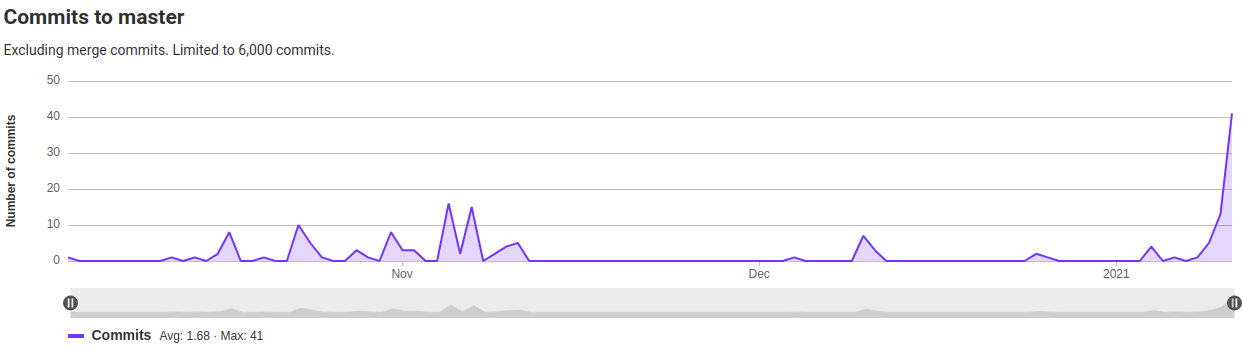 Commits to master
Excluding merge commits. Limited to 6,000 commits.
Number of commits
50
40
30
20
10
0
Nov
Dec
2021
Commits Avg: 1.68 · Max: 41